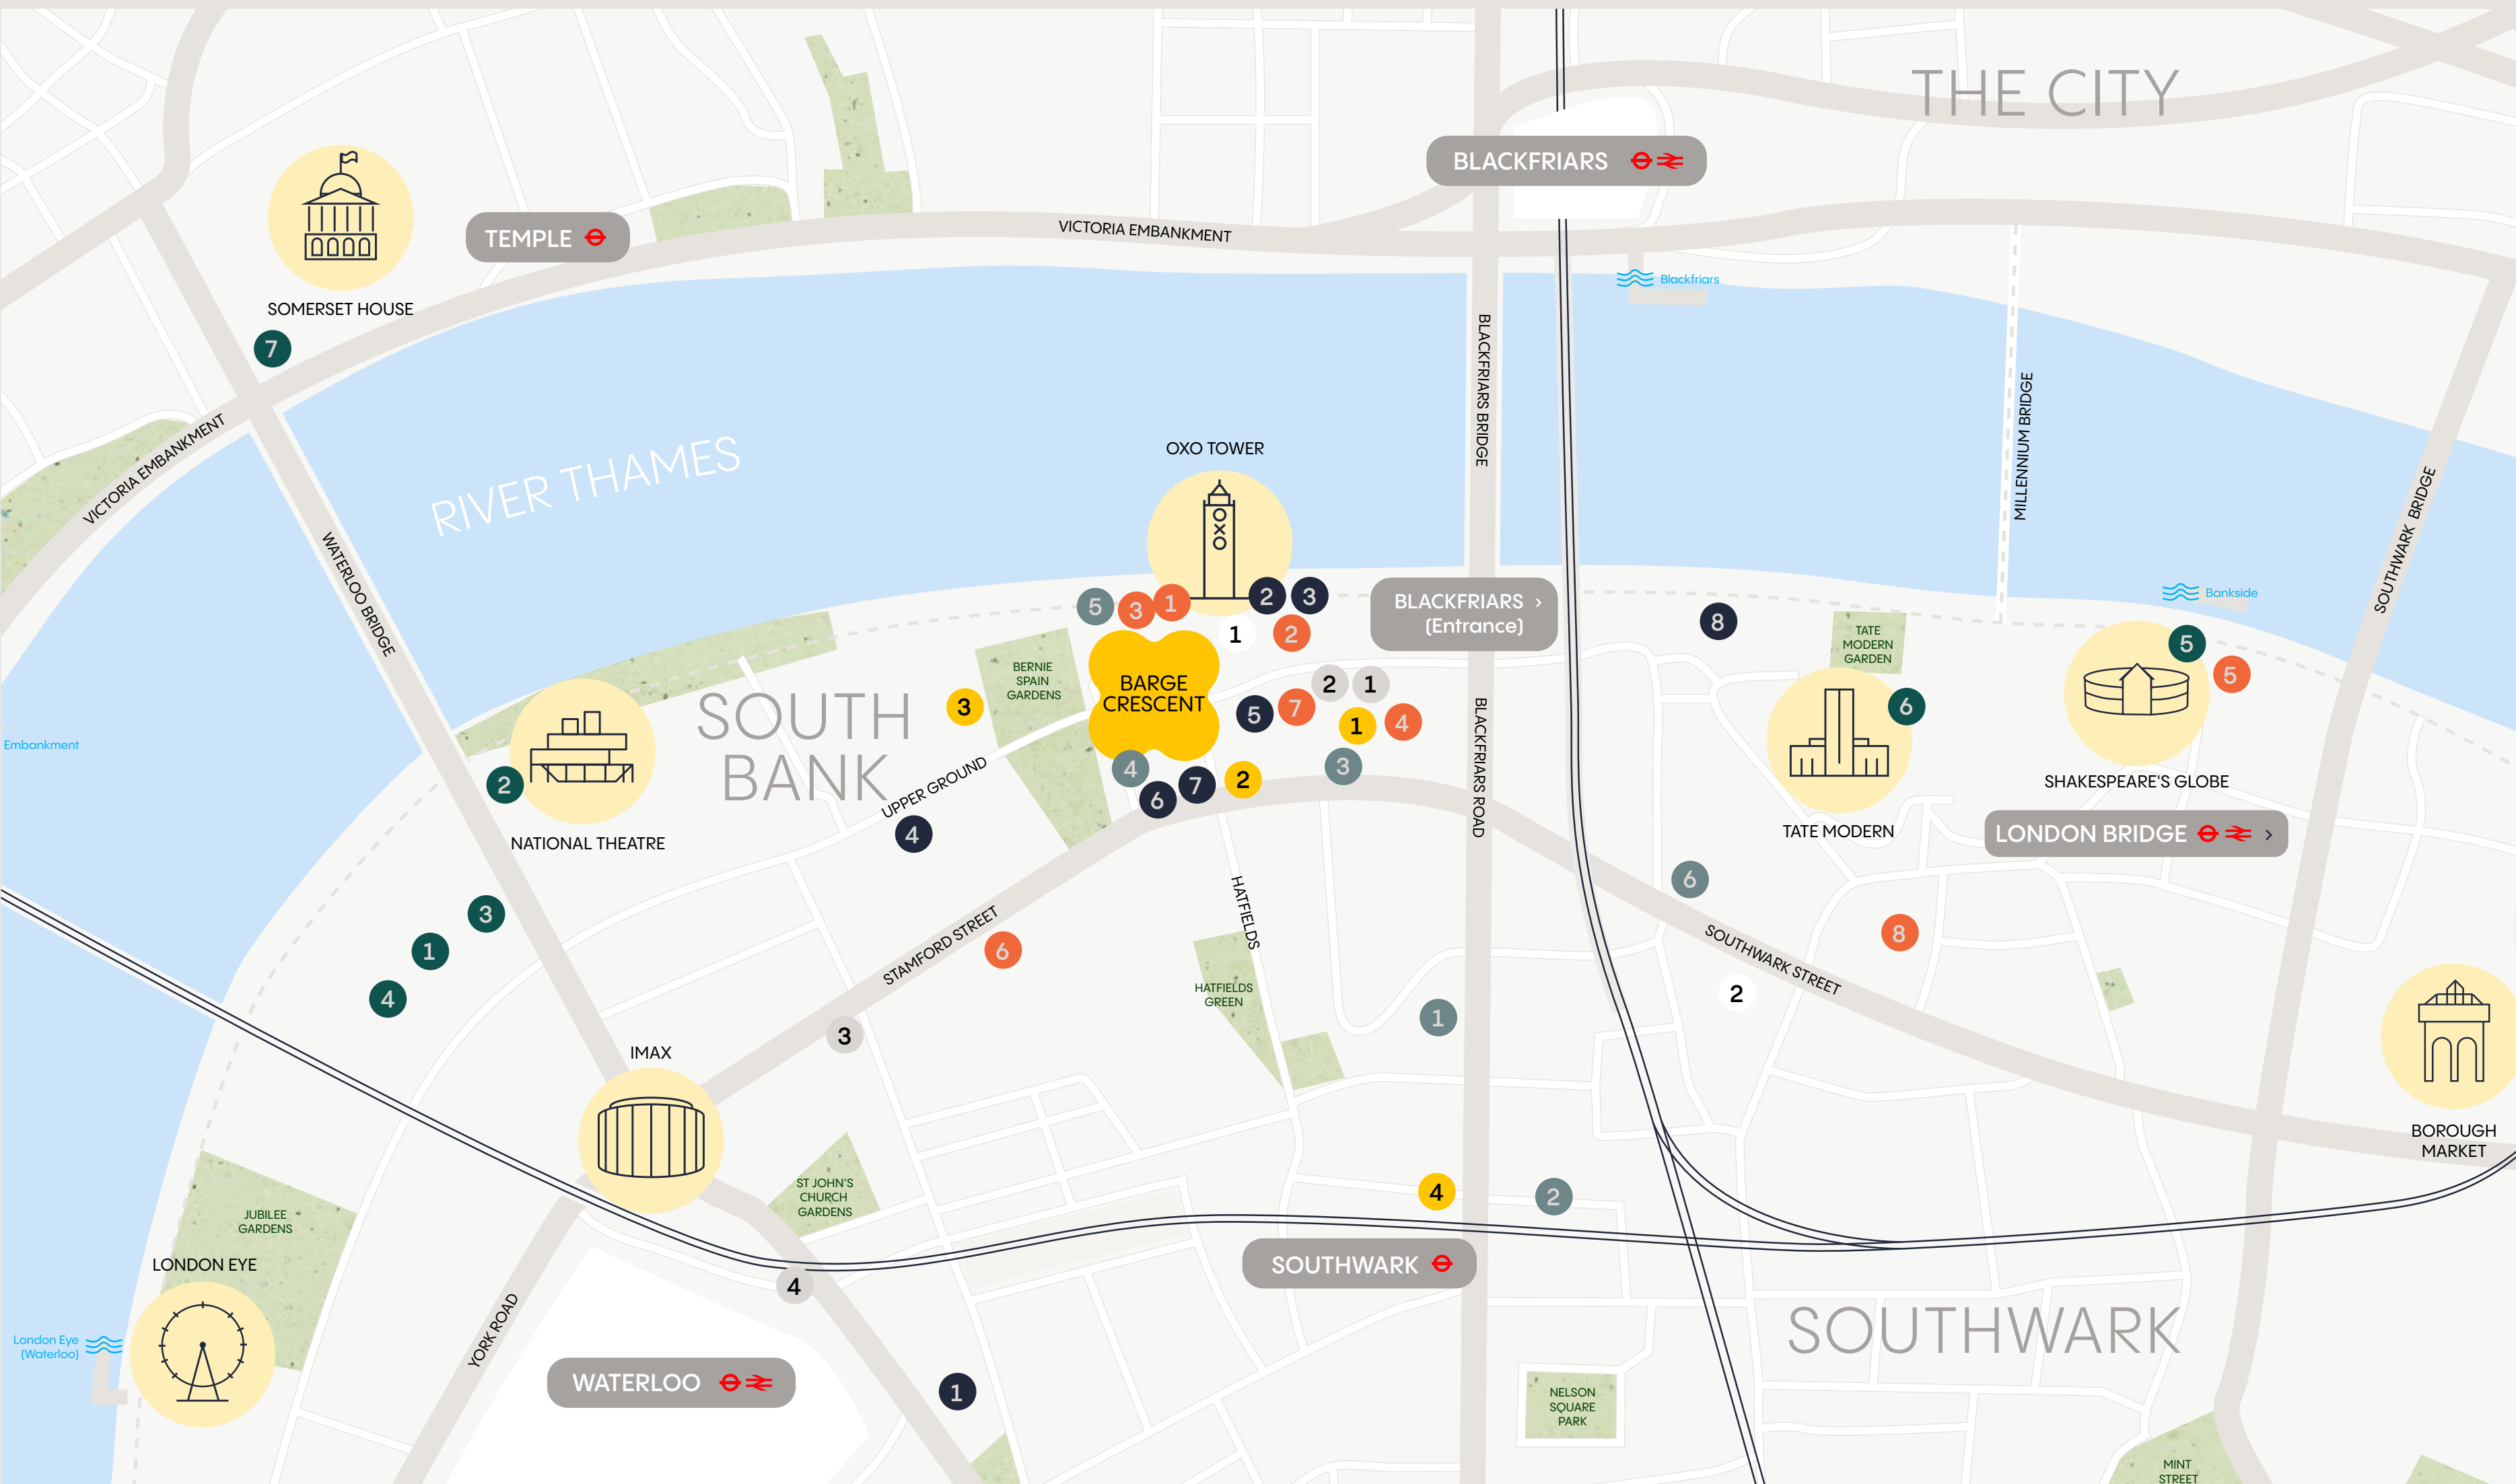 THE CITY
BLACKFRIARS
TEMPLE
VICTORIA EMBANKMENT
SOMERSET HOUSE
7
Blackfriars
BLACKFRIARS BRIDGE
MILLENNIUM BRIDGE
VICTORIA EMBANKMENT
RIVER THAMES
OXO TOWER
OXO
SOUTHWARK BRIDGE
WATERLOO BRIDGE
5
3
1
2
3
1
2
BLACKFRIARS ›
(Entrance)
8
TATE
MODERN
GARDEN
Bankside
5
5
BERNIE
SPAIN
GARDENS
BARGE
CRESCENT
2
1
3
5
7
1
4
6
SOUTH
BANK
Embankment
2
NATIONAL THEATRE
UPPER GROUND
4
4
6
7
2
3
BLACKFRIARS ROAD
TATE MODERN
SHAKESPEARE'S GLOBE
LONDON BRIDGE ›
3
1
4
STAMFORD STREET
6
HATFIELDS
6
SOUTHWARK STREET
8
2
HATFIELDS
GREEN
1
3
IMAX
BOROUGH
MARKET
ST JOHN'S
CHURCH
GARDENS
4
2
JUBILEE
GARDENS
LONDON EYE
SOUTHWARK
4
London Eye
(Waterloo)
YORK ROAD
WATERLOO
1
SOUTHWARK
NELSON
SQUARE
PARK
MINT
STREET